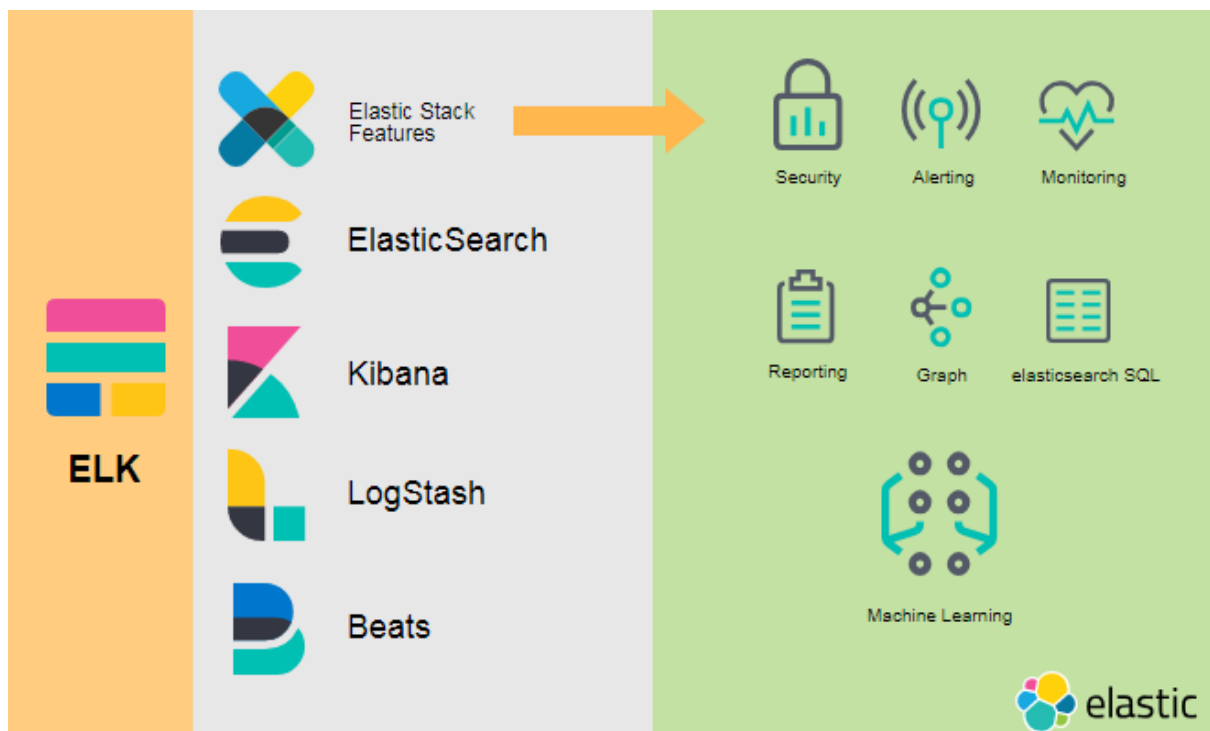 ELK
Elastic Stack
Features
ElasticSearch
Kibana
LogStash
Beats
Security
Alerting
Monitoring
Reporting
Graph
elasticsearch SQL
Machine Learning
elastic